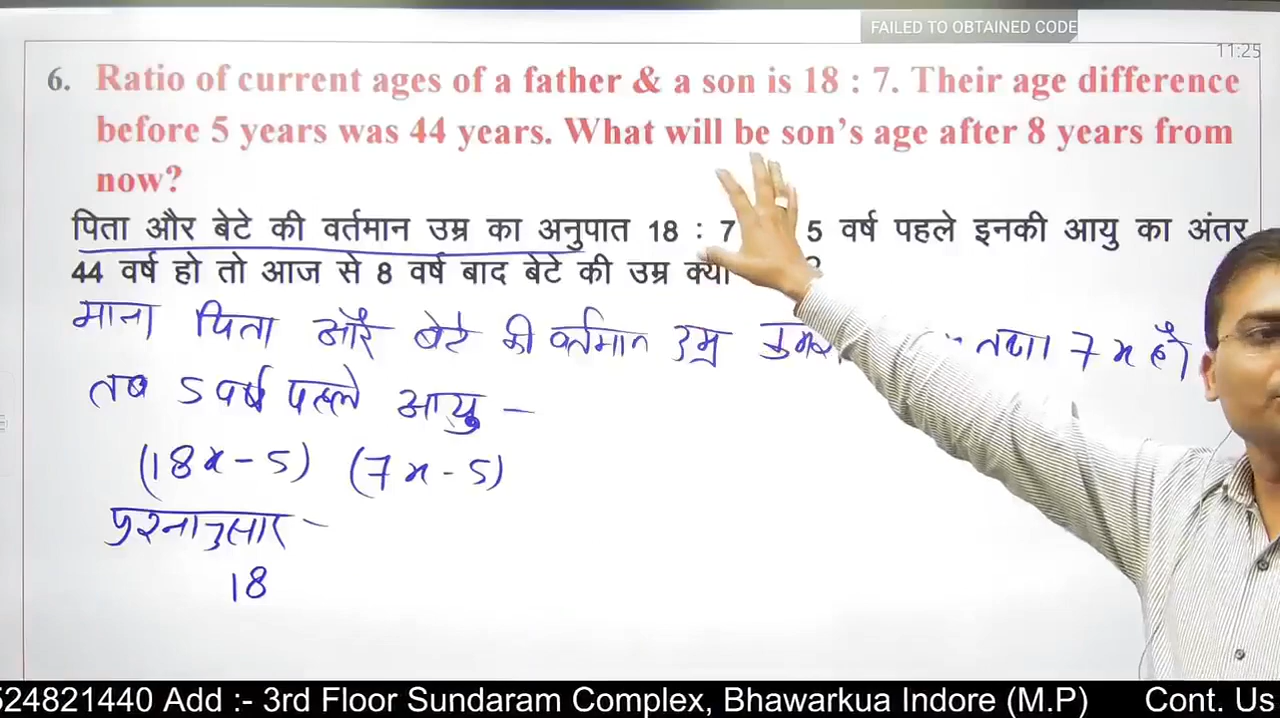 FAILED TO OBTAINED CODE
11:25
6. Ratio of current ages of a father & a son is 18 : 7. Their age difference
before 5 years was 44 years. What will be son's age after 8 years from
now?
पिता और बेटे की वर्तमान उम्र का अनुपात 18 : 7 5 वर्ष पहले इनकी आयु का अंतर
44 वर्ष हो तो आज से 8 वर्ष बाद बेटे की उम्र क्या
माना पिता और बेटे की वर्तमान उम्र तथा 7x है
तब 5 वर्ष पहले आयु -
(18x-5) (7x-5)
प्रश्नानुसार -
18
524821440 Add :- 3rd Floor Sundaram Complex, Bhawarkua Indore (M.P) Cont. Us